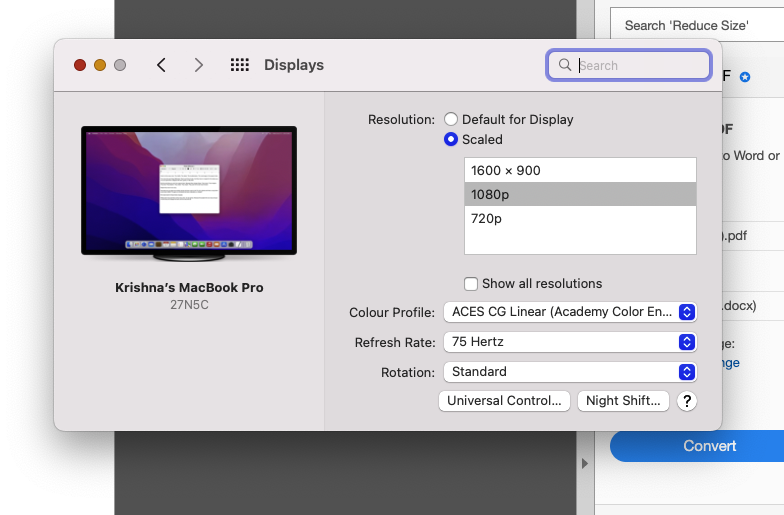 Search 'Reduce Size'
Displays
Search
F
Resolution:
Default for Display
Scaled
1600 × 900
1080p
720p
Show all resolutions
Krishna's MacBook Pro
27N5C
Colour Profile:
ACES CG Linear (Academy Color En...
Refresh Rate:
75 Hertz
Rotation:
Standard
Universal Control...
Night Shift...
?
DF
to Word or
).pdf
.docx)
ge:
nge
Convert